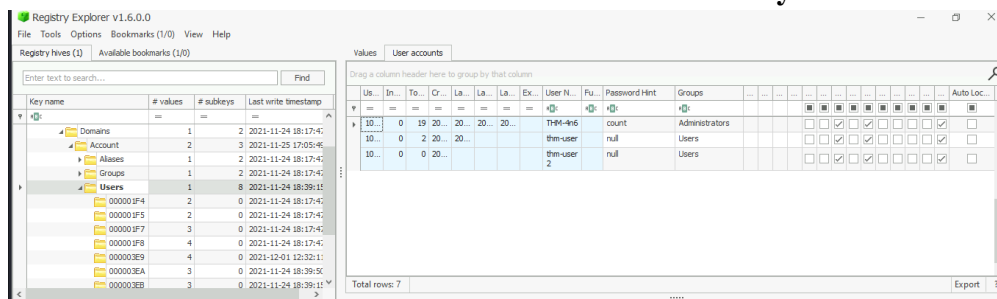 Registry Explorer v1.6.0.0
File Tools Options Bookmarks (1/0) View Help
Registry hives (1) Available bookmarks (1/0)
Enter text to search... Find
Key name # values # subkeys Last write timestamp
= = =
Domains 1 2 2021-11-24 18:17:47
Account 2 3 2021-11-25 17:05:49
Aliases 1 2 2021-11-24 18:17:47
Groups 1 2 2021-11-24 18:17:47
Users 1 8 2021-11-24 18:39:15
000001F4 2 0 2021-11-24 18:17:47
000001F5 2 0 2021-11-24 18:17:47
000001F7 3 0 2021-11-24 18:17:47
000001F8 4 0 2021-11-24 18:17:47
000003E9 4 0 2021-12-01 12:32:11
000003EA 3 0 2021-11-24 18:39:50
000003EB 3 0 2021-11-24 18:39:15
Values User accounts
Drag a column header here to group by that column
Us... In... To... Cr... La... La... La... Ex... User N... Fu... Password Hint Groups ... ... ... ... ... ... ... ... ... ... ... ... Auto Loc...
= = = = = = = =
10... 0 19 20... 20... 20... 20... THM-4n6 count Administrators
10... 0 2 20... 20... thm-user null Users
10... 0 0 20... thm-user null Users
2
Total rows: 7 Export